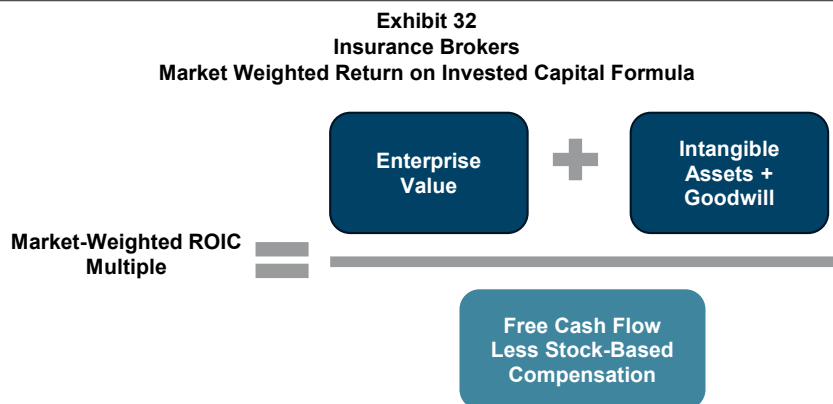 Exhibit 32
Insurance Brokers
Market Weighted Return on Invested Capital Formula
Enterprise
Value
Intangible
Assets +
Goodwill
Market-Weighted ROIC
Multiple
Free Cash Flow
Less Stock-Based
Compensation